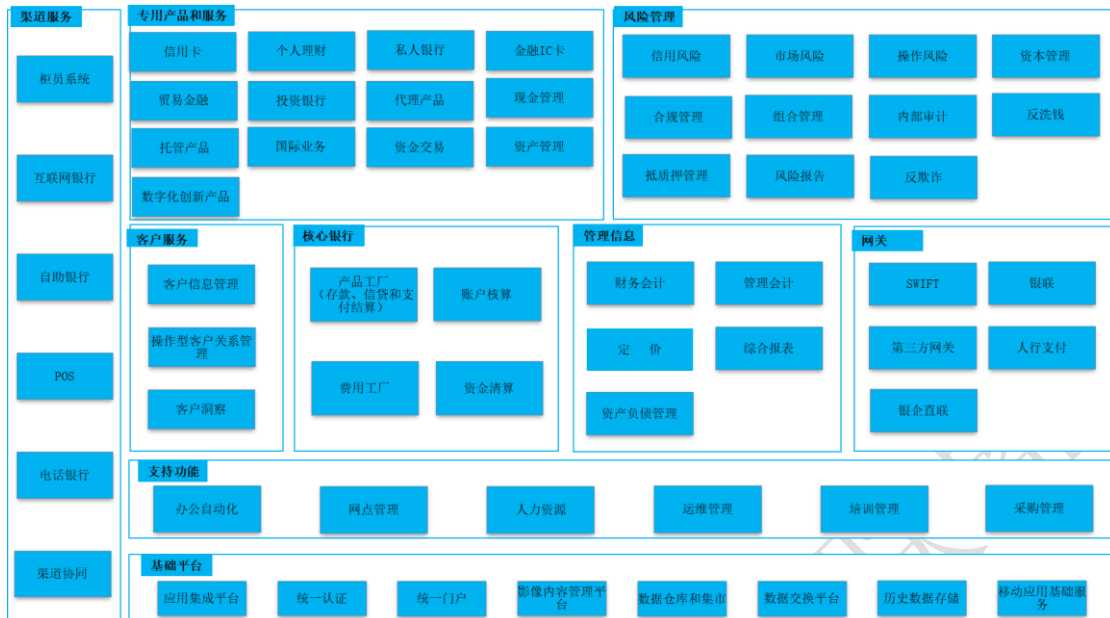 渠道服务
柜员系统
互联网银行
自助银行
POS
电话银行
渠道协同
专用产品和服务
信用卡
个人理财
私人银行
金融IC卡
贸易金融
投资银行
代理产品
现金管理
托管产品
国际业务
资金交易
资产管理
数字化创新产品
风险管理
信用风险
市场风险
操作风险
资本管理
合规管理
组合管理
内部审计
反洗钱
抵质押管理
风险报告
反欺诈
客户服务
客户信息管理
操作型客户关系管
理
客户洞察
核心银行
产品工厂
（存款、信贷和支
付结算）
账户核算
费用工厂
资金清算
管理信息
财务会计
管理会计
定 价
综合报表
资产负债管理
网关
SWIFT
银联
第三方网关
人行支付
银企直联
支持功能
办公自动化
网点管理
人力资源
运维管理
培训管理
采购管理
基础平台
应用集成平台
统一认证
统一门户
影像内容管理平
台
数据仓库和集市
数据交换平台
历史数据存储
移动应用基础服
务